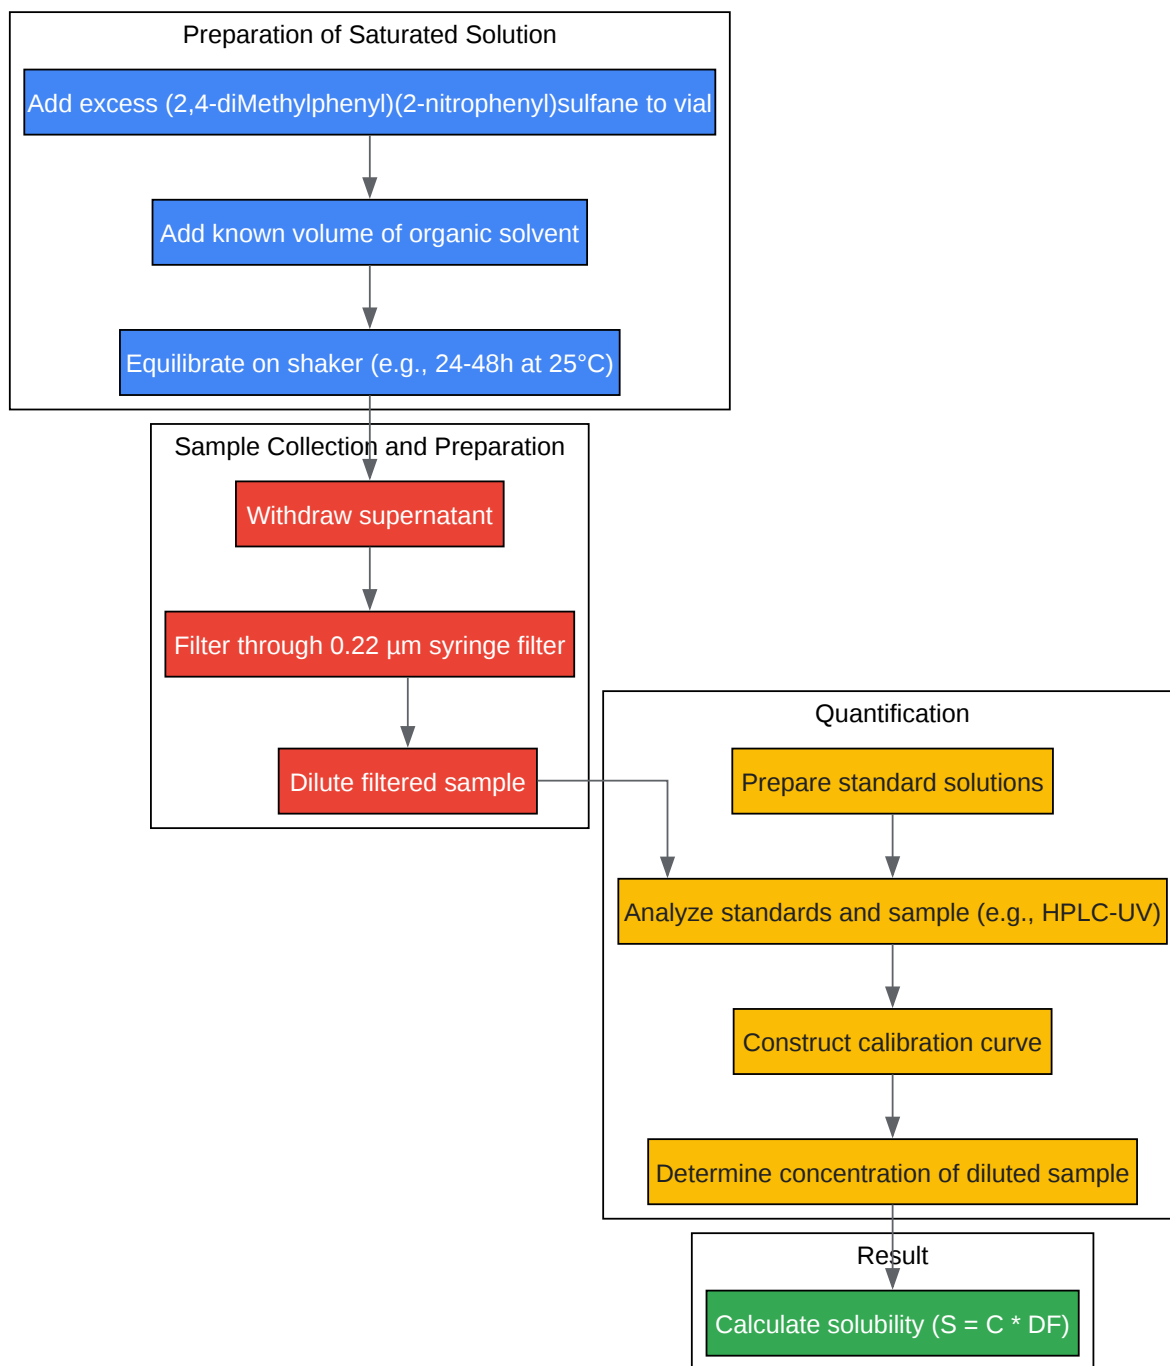 Preparation of Saturated Solution
Add excess (2,4-diMethylphenyl)(2-nitrophenyl)sulfane to vial
Add known volume of organic solvent
Equilibrate on shaker (e.g., 24-48h at 25°C)
Sample Collection and Preparation
Withdraw supernatant
Filter through 0.22 µm syringe filter
Dilute filtered sample
Quantification
Prepare standard solutions
Analyze standards and sample (e.g., HPLC-UV)
Construct calibration curve
Determine concentration of diluted sample
Result
Calculate solubility (S = C * DF)